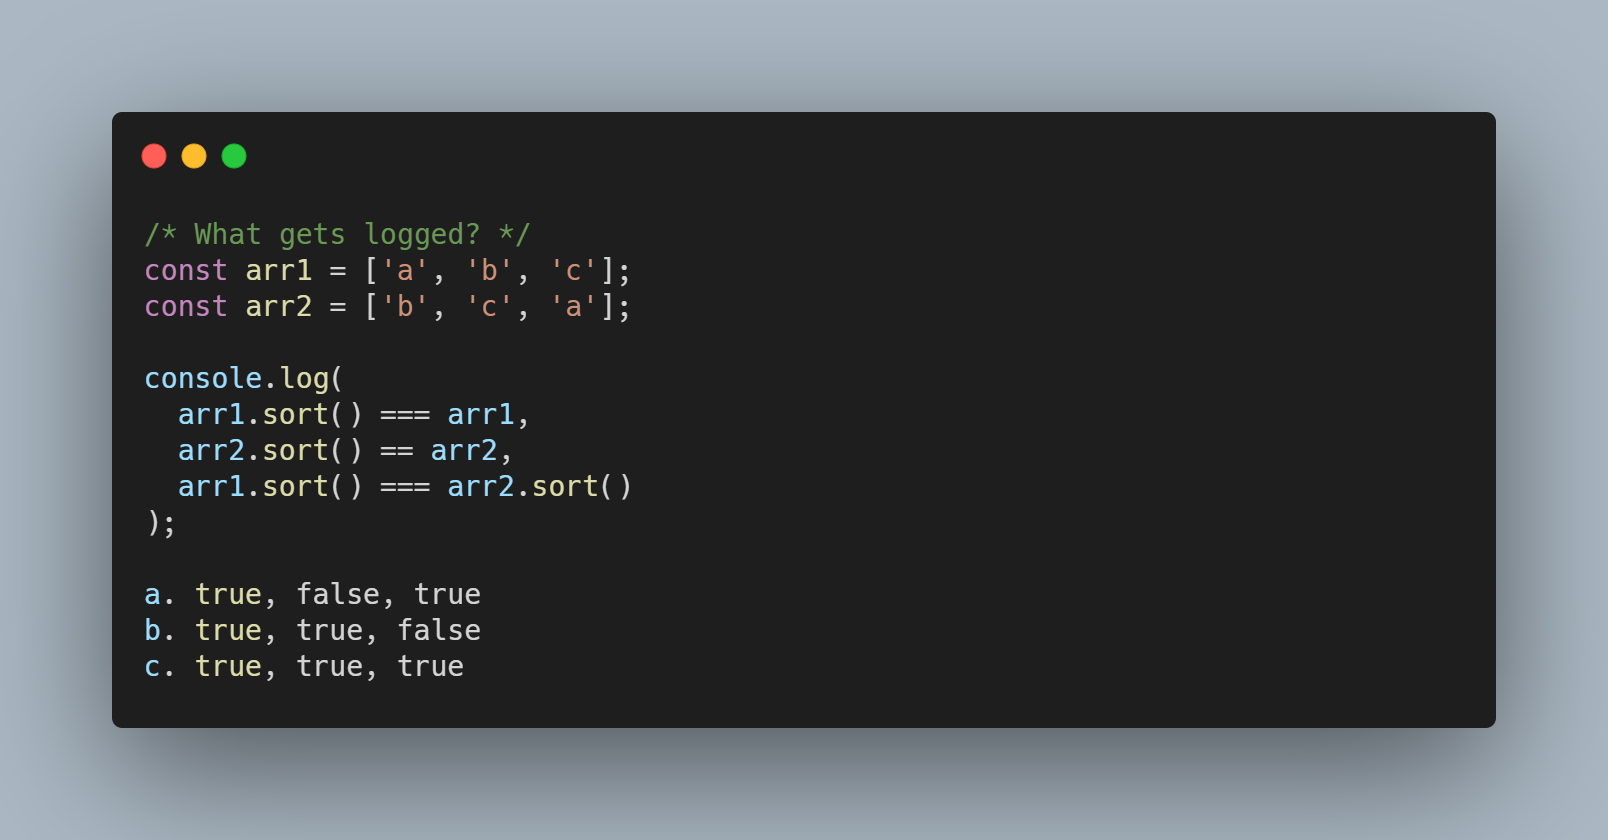 /* What gets logged? */
const arr1 = ['a', 'b', 'c'];
const arr2 = ['b', 'c', 'a'];

console.log(
  arr1.sort() === arr1,
  arr2.sort() == arr2,
  arr1.sort() === arr2.sort()
);

a. true, false, true
b. true, true, false
c. true, true, true